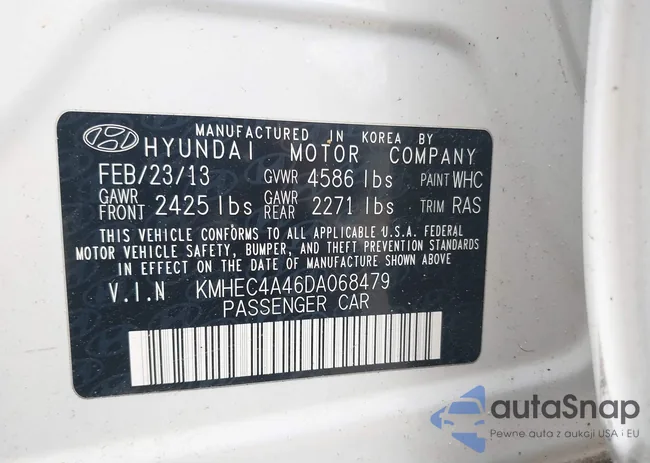 MANUFACTURED IN KOREA BY
HYUNDAI MOTOR COMPANY
FEB/23/13 GVWR 4586 lbs PAINT WHC
GAWR FRONT 2425 lbs GAWR REAR 2271 lbs TRIM RAS
THIS VEHICLE CONFORMS TO ALL APPLICABLE U.S.A. FEDERAL
MOTOR VEHICLE SAFETY, BUMPER, AND THEFT PREVENTION STANDARDS
IN EFFECT ON THE DATE OF MANUFACTURE SHOWN ABOVE
V.I.N KMHEC4A46DA068479
PASSENGER CAR
autaSnap
Pewne auta z aukcji USA i EU